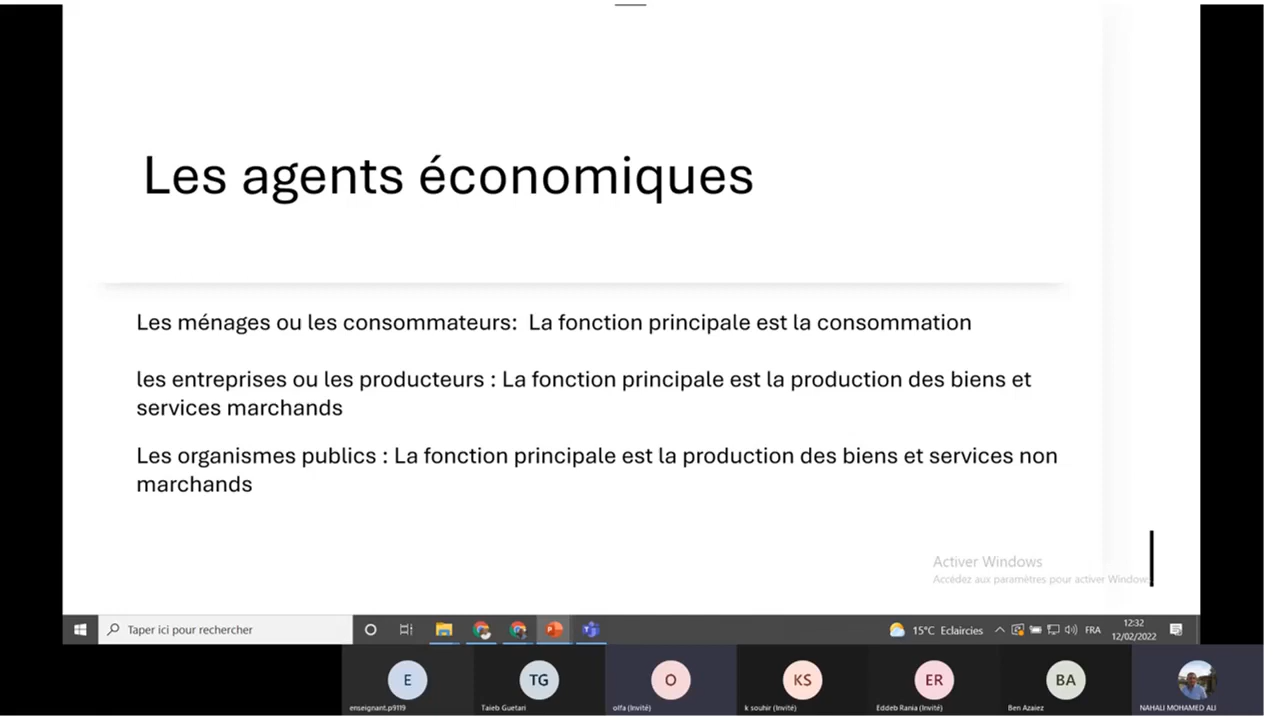 Les agents économiques
Les ménages ou les consommateurs: La fonction principale est la consommation
les entreprises ou les producteurs : La fonction principale est la production des biens et
services marchands
Les organismes publics : La fonction principale est la production des biens et services non
marchands
Activer Windows
Accédez aux paramètres pour activer Windows
Taper ici pour rechercher
15°C Eclaircies
FRA
12:32
12/02/2022
E
TG
O
KS
ER
BA
enseignant.p9119
Taieb Guetari
olfa (Invité)
k souhir (Invité)
Eddeb Rania (Invité)
Ben Azaiez
NAHALI MOHAMED ALI